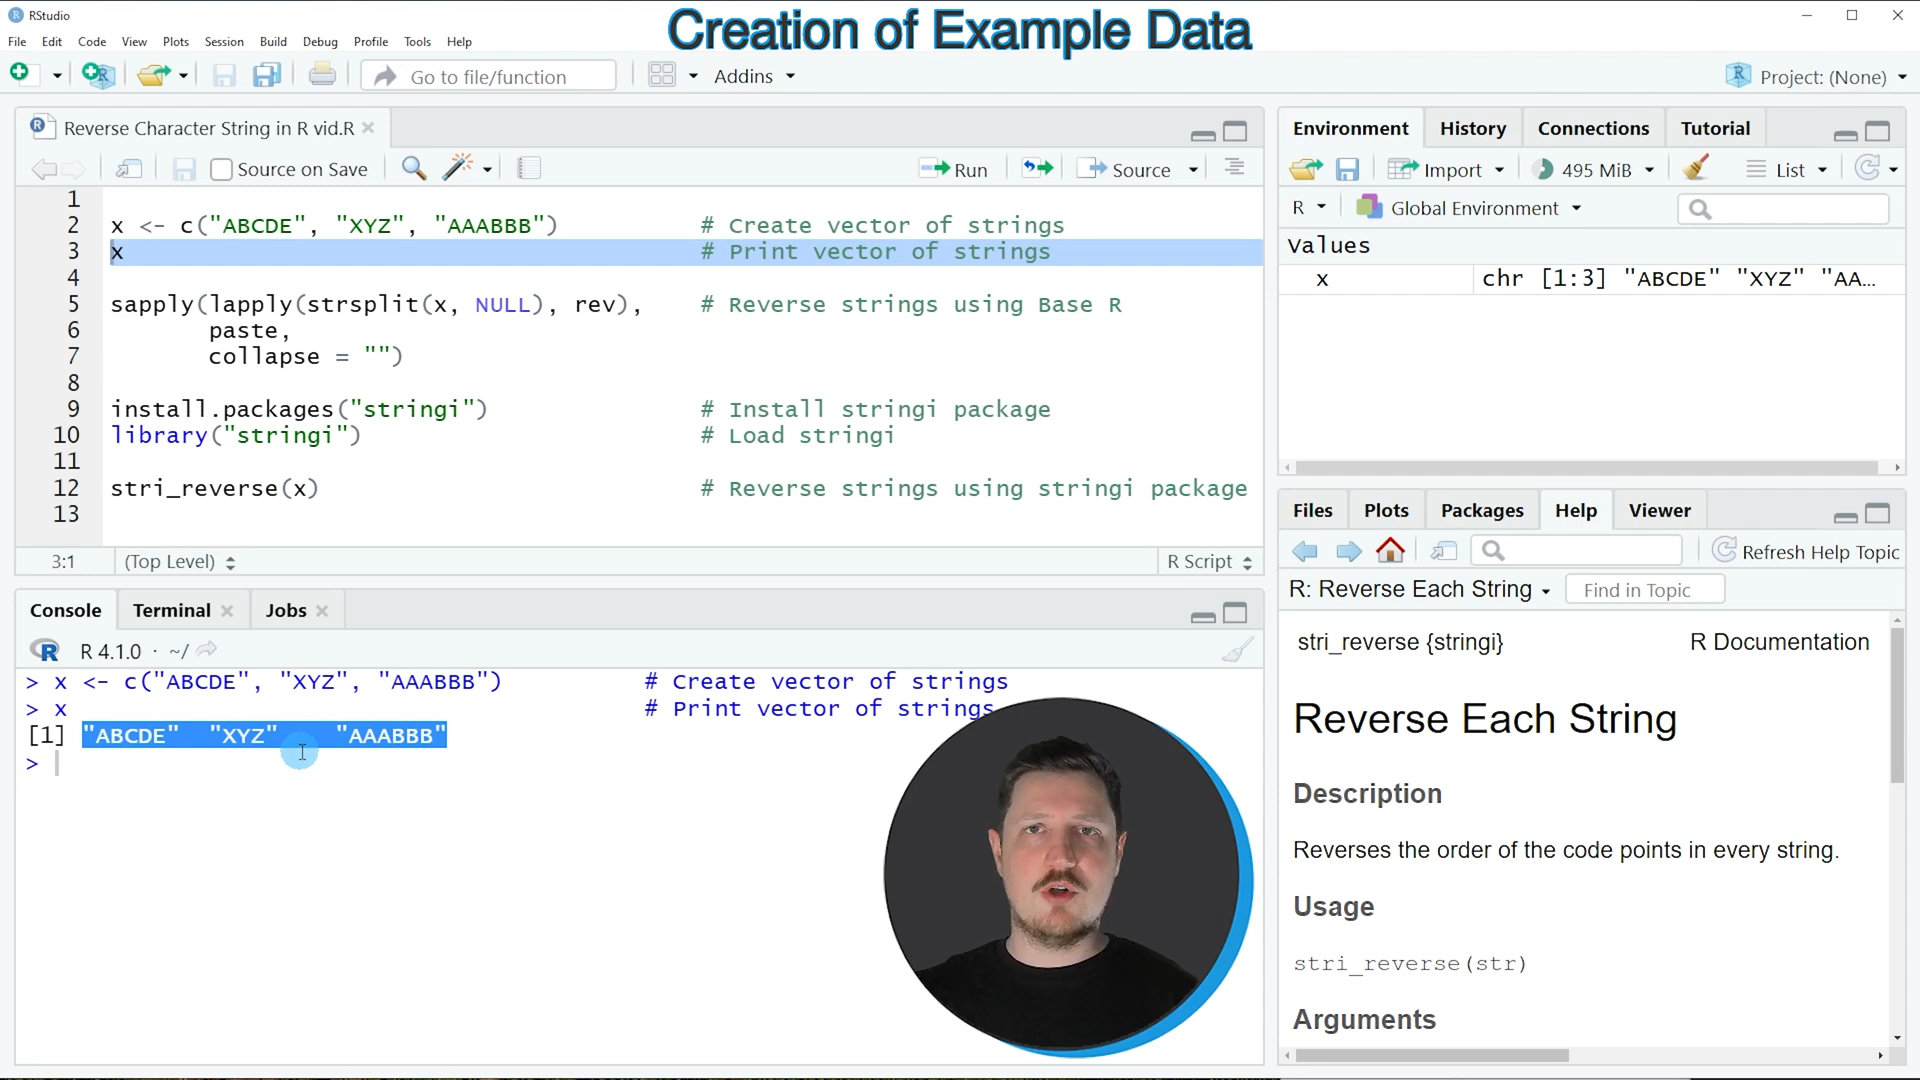 RStudio
Creation of Example Data
File Edit Code View Plots Session Build Debug Profile Tools Help
Go to file/function Addins Project: (None)
Reverse Character String in R vid.R
Source on Save Run Source
1
2 x <- c("ABCDE", "XYZ", "AAABBB") # Create vector of strings
3 x # Print vector of strings
4
5 sapply(lapply(strsplit(x, NULL), rev), # Reverse strings using Base R
6 paste,
7 collapse = "")
8
9 install.packages("stringi") # Install stringi package
10 library("stringi") # Load stringi
11
12 stri_reverse(x) # Reverse strings using stringi package
13
3:1 (Top Level) R Script
Console Terminal Jobs
R 4.1.0 · ~/
> x <- c("ABCDE", "XYZ", "AAABBB") # Create vector of strings
> x # Print vector of strings
[1] "ABCDE" "XYZ" "AAABBB"
>
Environment History Connections Tutorial
Import 495 MiB List
R Global Environment
Values
x chr [1:3] "ABCDE" "XYZ" "AA…
Files Plots Packages Help Viewer
Refresh Help Topic
R: Reverse Each String Find in Topic
stri_reverse {stringi} R Documentation
Reverse Each String
Description
Reverses the order of the code points in every string.
Usage
stri_reverse(str)
Arguments